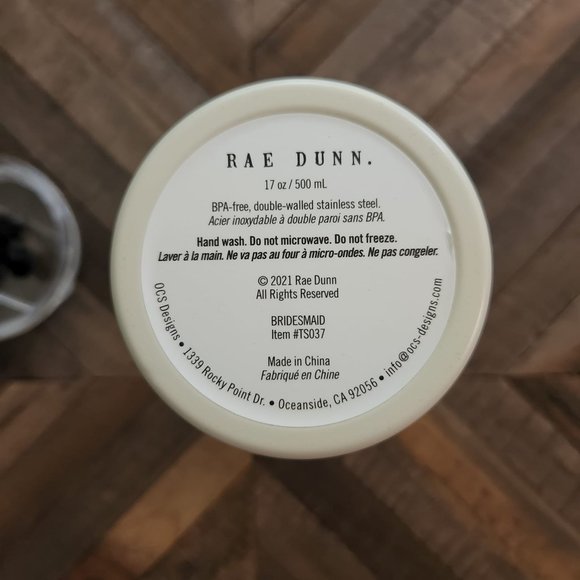 RAE DUNN.
17 oz / 500 mL
BPA-free, double-walled stainless steel.
Acier inoxydable à double paroi sans BPA.
Hand wash. Do not microwave. Do not freeze.
Laver à la main. Ne va pas au four à micro-ondes. Ne pas congeler.
© 2021 Rae Dunn
All Rights Reserved
BRIDESMAID
Item #TS037
Made in China
Fabriqué en Chine
OCS Designs • 1339 Rocky Point Dr. • Oceanside, CA 92056 • info@ocs-designs.com